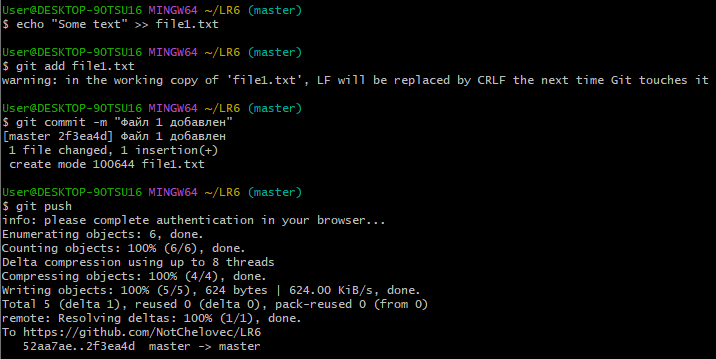 User@DESKTOP-9OTSU16 MINGW64 ~/LR6 (master)
$ echo "Some text" >> file1.txt
User@DESKTOP-9OTSU16 MINGW64 ~/LR6 (master)
$ git add file1.txt
warning: in the working copy of 'file1.txt', LF will be replaced by CRLF the next time Git touches it
User@DESKTOP-9OTSU16 MINGW64 ~/LR6 (master)
$ git commit -m "Файл 1 добавлен"
[master 2f3ea4d] Файл 1 добавлен
1 file changed, 1 insertion(+)
create mode 100644 file1.txt
User@DESKTOP-9OTSU16 MINGW64 ~/LR6 (master)
$ git push
info: please complete authentication in your browser...
Enumerating objects: 6, done.
Counting objects: 100% (6/6), done.
Delta compression using up to 8 threads
Compressing objects: 100% (4/4), done.
Writing objects: 100% (5/5), 624 bytes | 624.00 KiB/s, done.
Total 5 (delta 1), reused 0 (delta 0), pack-reused 0 (from 0)
remote: Resolving deltas: 100% (1/1), done.
To https://github.com/NotChelovec/LR6
52aa7ae..2f3ea4d  master -> master